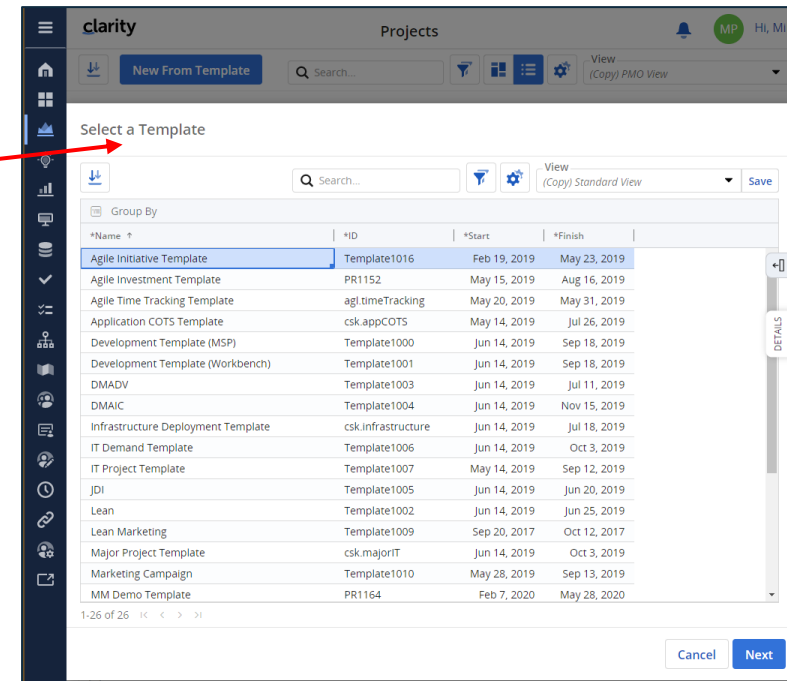 clarity Projects MP Hi, Mi
New From Template Search... View (Copy) PMO View
Select a Template
Search... View (Copy) Standard View Save
Group By
*Name ↑ *ID *Start *Finish
Agile Initiative Template Template1016 Feb 19, 2019 May 23, 2019
Agile Investment Template PR1152 May 15, 2019 Aug 16, 2019
Agile Time Tracking Template agl.timeTracking May 20, 2019 May 31, 2019
Application COTS Template csk.appCOTS May 14, 2019 Jul 26, 2019
Development Template (MSP) Template1000 Jun 14, 2019 Sep 18, 2019
Development Template (Workbench) Template1001 Jun 14, 2019 Sep 18, 2019
DMADV Template1003 Jun 14, 2019 Jul 11, 2019
DMAIC Template1004 Jun 14, 2019 Nov 15, 2019
Infrastructure Deployment Template csk.infrastructure Jun 14, 2019 Jul 18, 2019
IT Demand Template Template1006 Jun 14, 2019 Oct 3, 2019
IT Project Template Template1007 May 14, 2019 Sep 12, 2019
JDI Template1005 Jun 14, 2019 Jun 20, 2019
Lean Template1002 Jun 14, 2019 Jun 25, 2019
Lean Marketing Template1009 Sep 20, 2017 Oct 12, 2017
Major Project Template csk.majorIT Jun 14, 2019 Oct 3, 2019
Marketing Campaign Template1010 May 28, 2019 Sep 13, 2019
MM Demo Template PR1164 Feb 7, 2020 May 28, 2020
DETAILS
1-26 of 26
Cancel Next